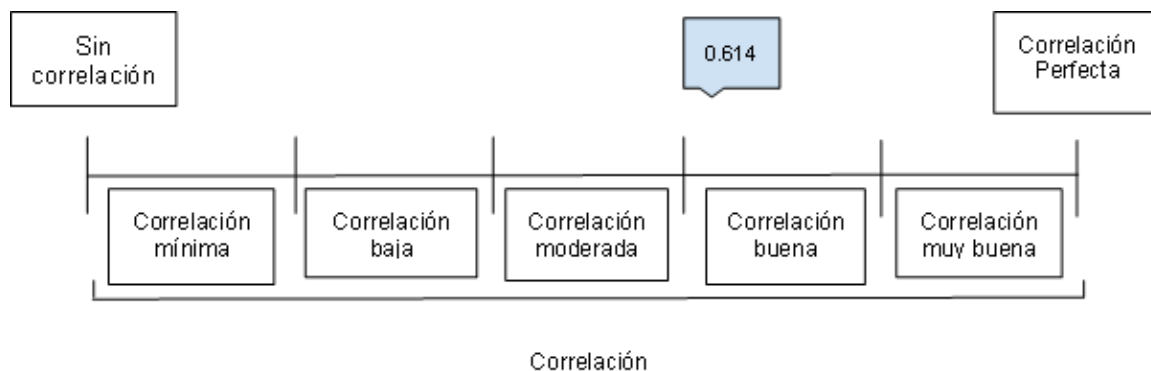 Sin
correlación
0.614
Correlación
Perfecta
Correlación
mínima
Correlación
baja
Correlación
moderada
Correlación
buena
Correlación
muy buena
Correlación